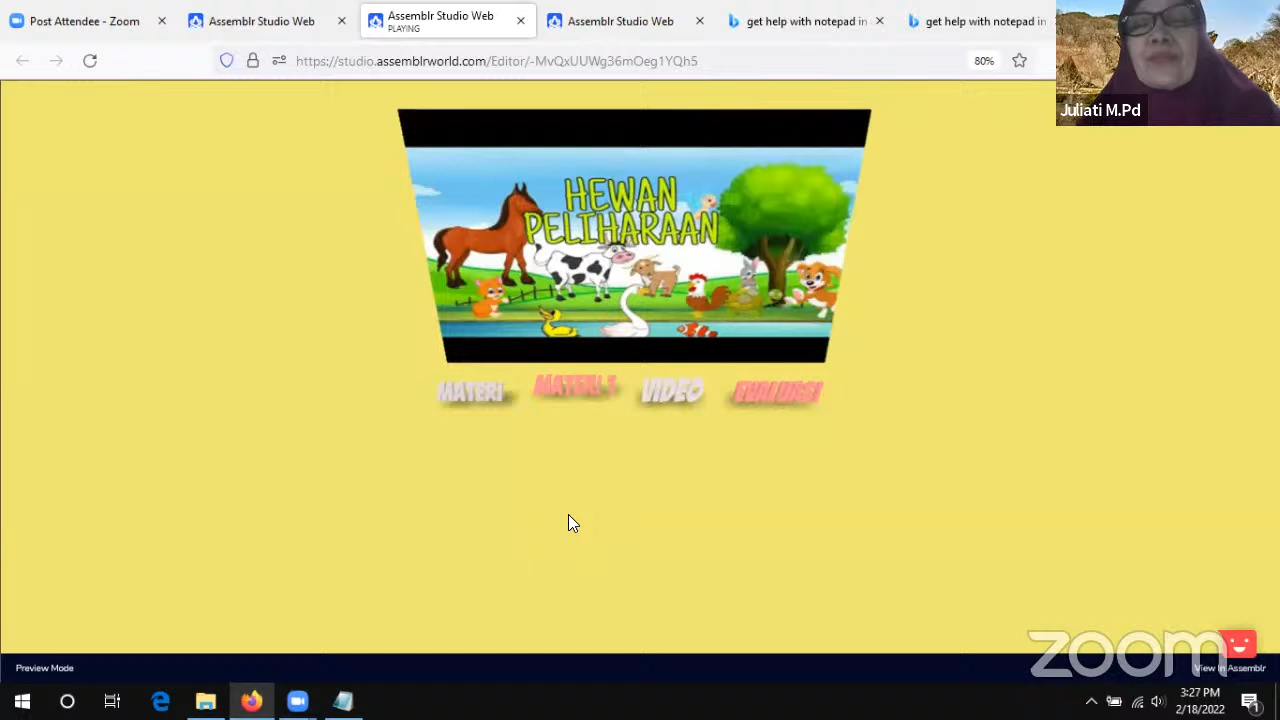 Post Attendee - Zoom
Assemblr Studio Web
Assemblr Studio Web
PLAYING
Assemblr Studio Web
get help with notepad in
get help with notepad in
https://studio.assemblrworld.com/Editor/-MvQxUUWg36mOeg1YQh5
80%
Juliati M.Pd
HEWAN
PELIHARAAN
MATERI
MATERI
VIDEO
zoom
Preview Mode
View In Assemblr
3:27 PM
2/18/2022
1